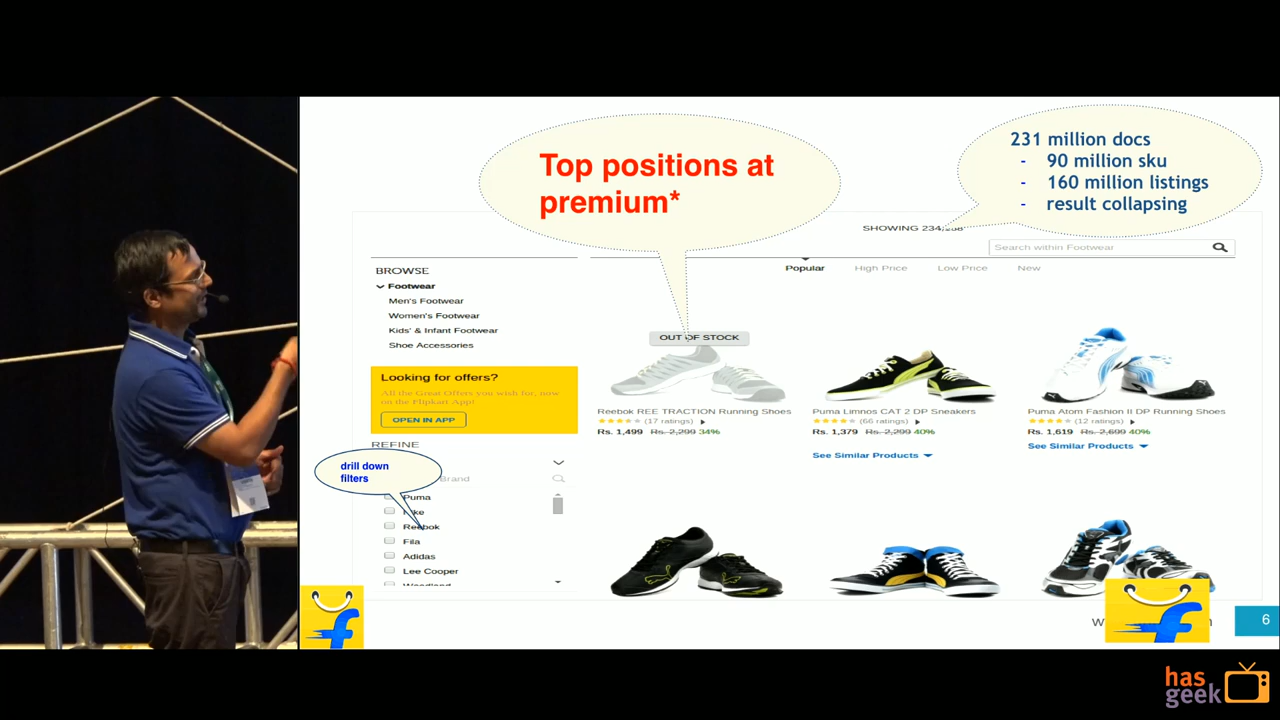 Top positions at
premium*
231 million docs
- 90 million sku
- 160 million listings
- result collapsing
SHOWING
Search within Footwear
BROWSE
Footwear
Men's Footwear
Women's Footwear
Kids' & Infant Footwear
Shoe Accessories
Popular High Price Low Price New
Looking for offers?
All the Great Offers you wish for, now
on the Flipkart App!
OPEN IN APP
REFINE
drill down
filters
Brand
Puma
Reebok
Fila
Adidas
Lee Cooper
Woodland
OUT OF STOCK
Reebok REE TRACTION Running Shoes
(17 ratings)
Rs. 1,499 Rs. 2,299 34%
Puma Limnos CAT 2 DP Sneakers
(66 ratings)
Rs. 1,379 Rs. 2,299 40%
See Similar Products
Puma Atom Fashion II DP Running Shoes
(12 ratings)
Rs. 1,619 Rs. 2,699 40%
See Similar Products
f
f
6
has
geek